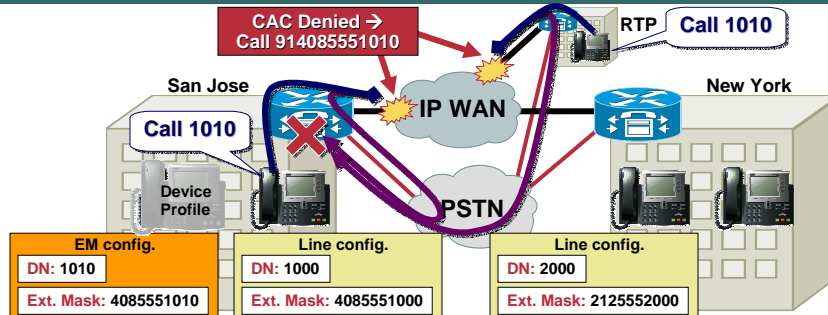 CAC Denied →
Call 914085551010
RTP
Call 1010
San Jose
New York
IP WAN
Call 1010
Device
Profile
PSTN
EM config.
DN: 1010
Ext. Mask: 4085551010
Line config.
DN: 1000
Ext. Mask: 4085551000
Line config.
DN: 2000
Ext. Mask: 2125552000